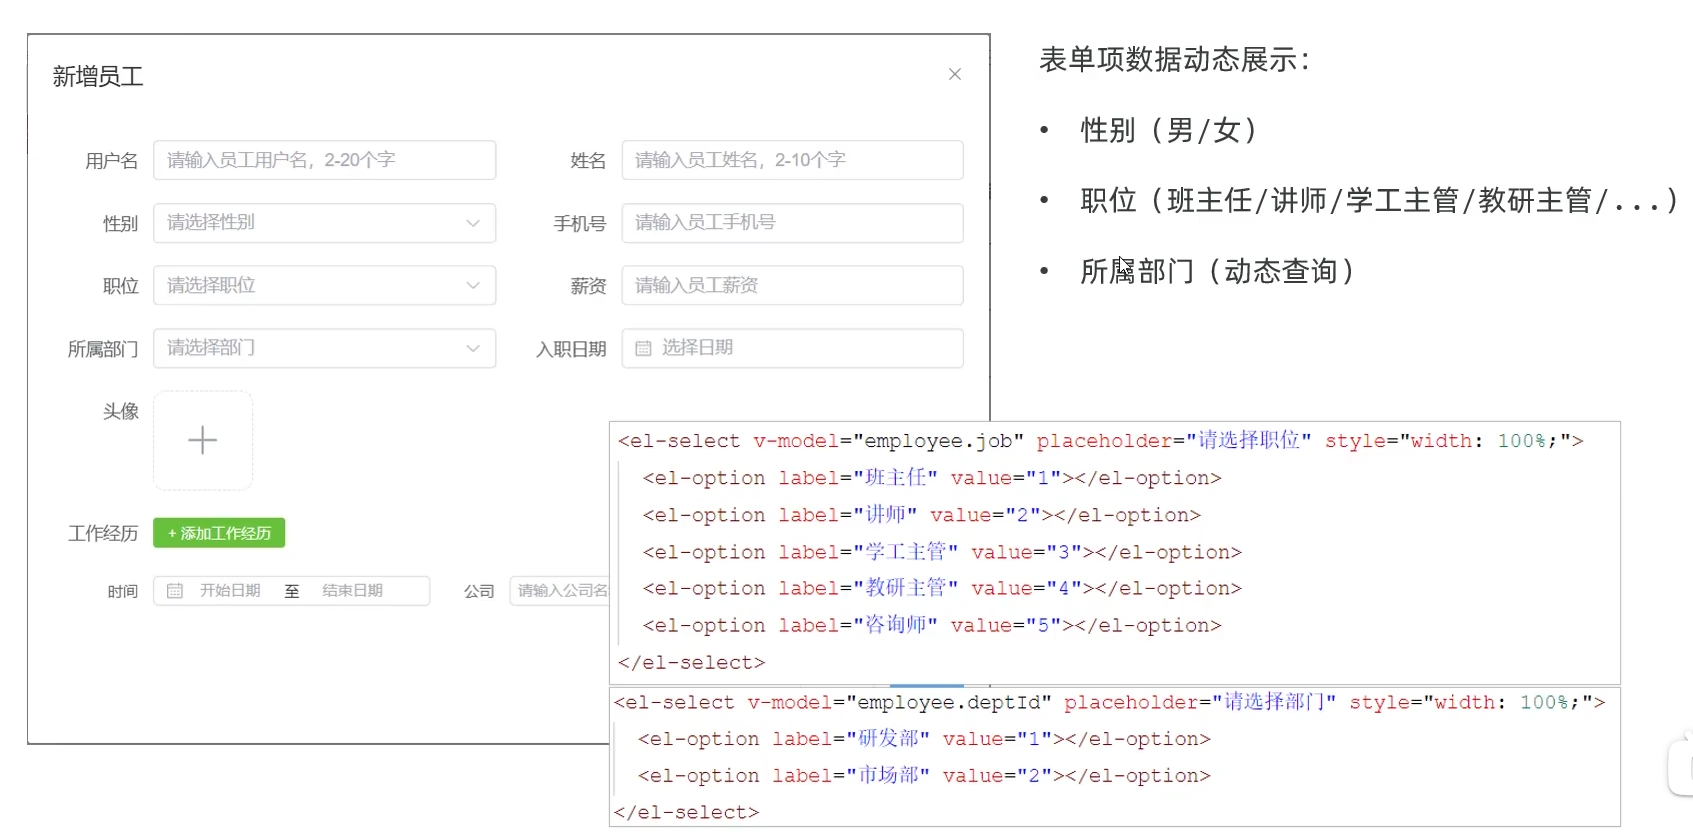 新增员工
用户名 请输入员工用户名，2-20个字 姓名 请输入员工姓名，2-10个字
性别 请选择性别 手机号 请输入员工手机号
职位 请选择职位 薪资 请输入员工薪资
所属部门 请选择部门 入职日期 选择日期
头像
工作经历 + 添加工作经历
时间 开始日期 至 结束日期 公司 请输入公司名
表单项数据动态展示：
• 性别（男/女）
• 职位（班主任/讲师/学工主管/教研主管/...）
• 所属部门（动态查询）
<el-select v-model="employee.job" placeholder="请选择职位" style="width: 100%;">
<el-option label="班主任" value="1"></el-option>
<el-option label="讲师" value="2"></el-option>
<el-option label="学工主管" value="3"></el-option>
<el-option label="教研主管" value="4"></el-option>
<el-option label="咨询师" value="5"></el-option>
</el-select>
<el-select v-model="employee.deptId" placeholder="请选择部门" style="width: 100%;">
<el-option label="研发部" value="1"></el-option>
<el-option label="市场部" value="2"></el-option>
</el-select>